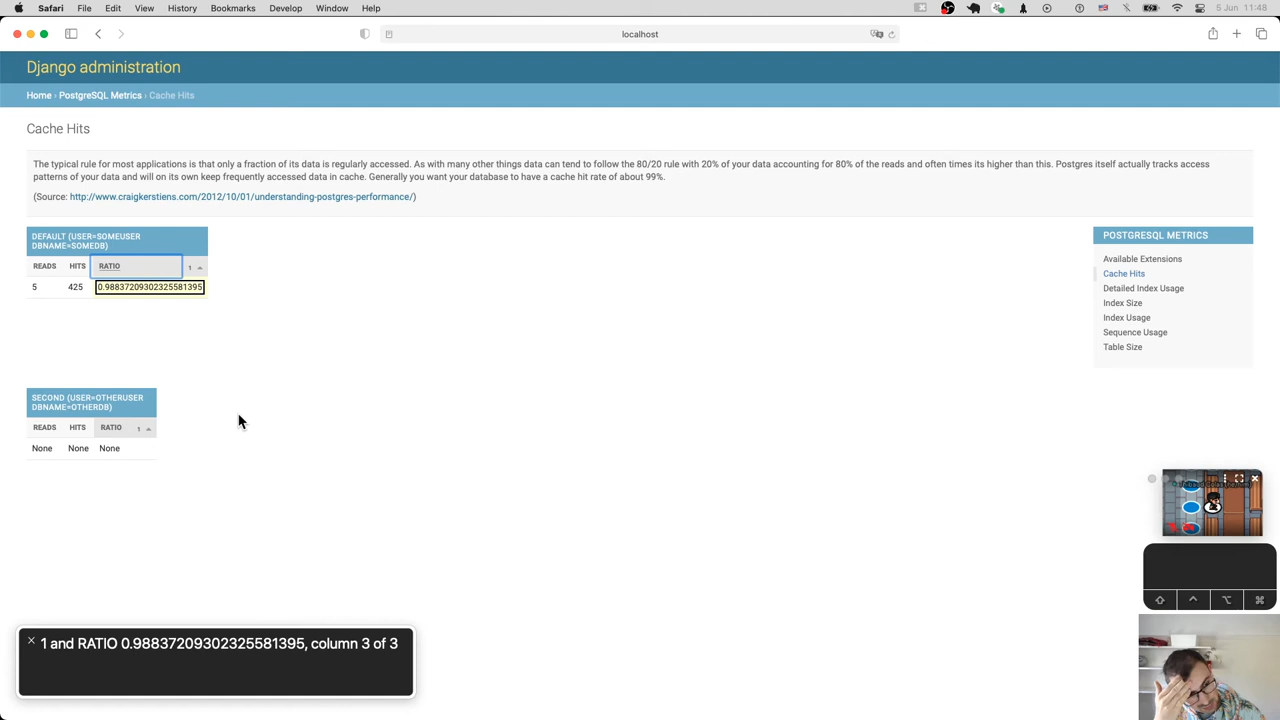 Safari File Edit View History Bookmarks Develop Window Help
5 Jun 11:48
localhost
Django administration
Home › PostgreSQL Metrics › Cache Hits
Cache Hits
The typical rule for most applications is that only a fraction of its data is regularly accessed. As with many other things data can tend to follow the 80/20 rule with 20% of your data accounting for 80% of the reads and often times its higher than this. Postgres itself actually tracks access
patterns of your data and will on its own keep frequently accessed data in cache. Generally you want your database to have a cache hit rate of about 99%.
(Source: http://www.craigkerstiens.com/2012/10/01/understanding-postgres-performance/)
DEFAULT (USER=SOMEUSER
DBNAME=SOMEDB)
READS HITS RATIO 1
5 425 0.98837209302325581395
SECOND (USER=OTHERUSER
DBNAME=OTHERDB)
READS HITS RATIO 1
None None None
POSTGRESQL METRICS
Available Extensions
Cache Hits
Detailed Index Usage
Index Size
Index Usage
Sequence Usage
Table Size
1 and RATIO 0.98837209302325581395, column 3 of 3